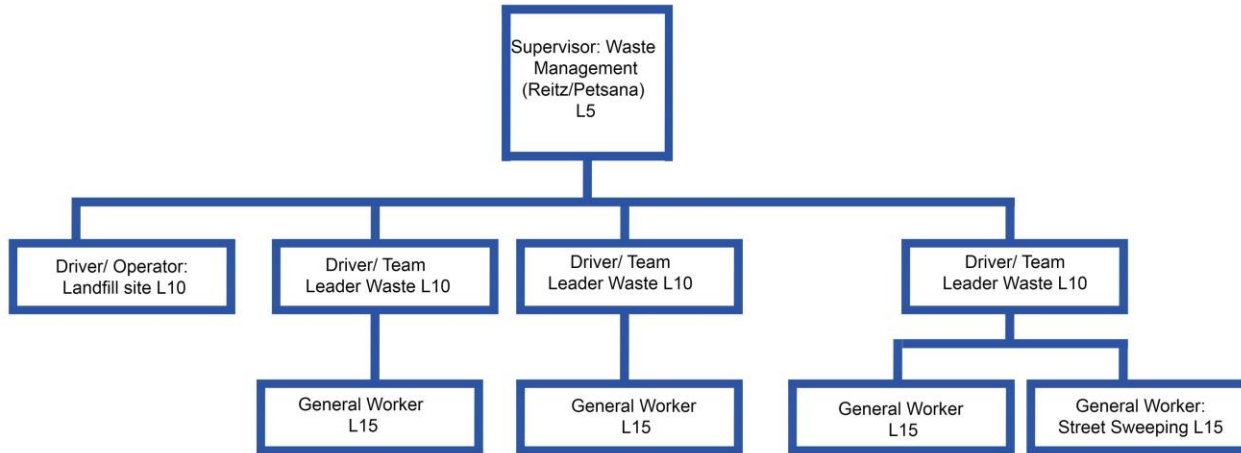 Supervisor: Waste
Management
(Reitz/Petsana)
L5
Driver/ Operator:
Landfill site L10
Driver/ Team
Leader Waste L10
Driver/ Team
Leader Waste L10
Driver/ Team
Leader Waste L10
General Worker
L15
General Worker
L15
General Worker
L15
General Worker:
Street Sweeping L15